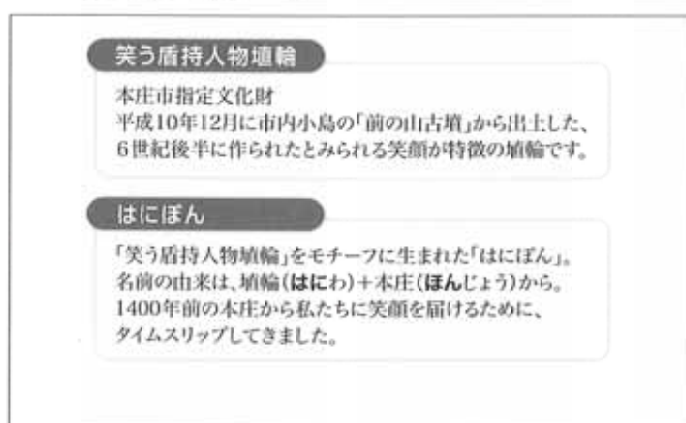 笑う盾持人物埴輪
本庄市指定文化財
平成10年12月に市内小島の「前の山古墳」から出土した、
6世紀後半に作られたとみられる笑顔が特徴の埴輪です。
はにぽん
「笑う盾持人物埴輪」をモチーフに生まれた「はにぽん」。
名前の由来は、埴輪(はにわ)+本庄(ほんじょう)から。
1400年前の本庄から私たちに笑顔を届けるために、
タイムスリップしてきました。